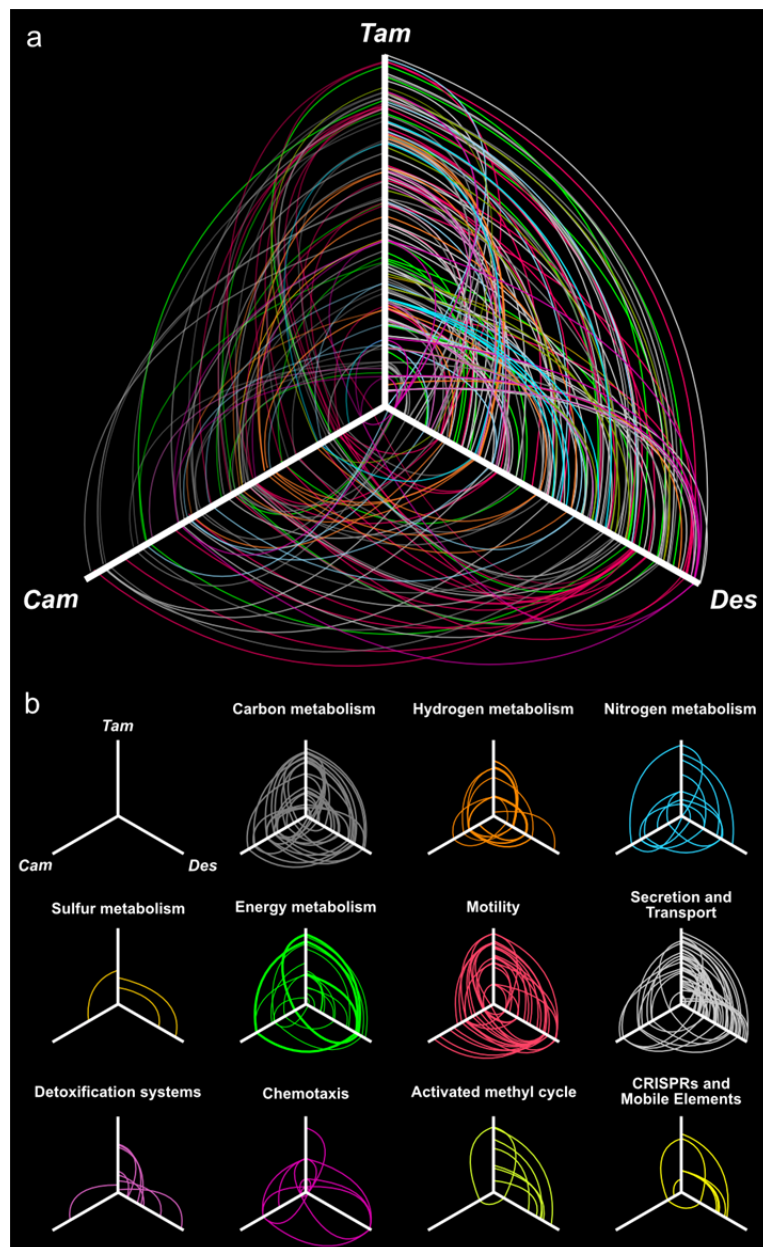 a
Tam
Cam
Des
b
Tam
Cam
Des
Carbon metabolism
Hydrogen metabolism
Nitrogen metabolism
Sulfur metabolism
Energy metabolism
Motility
Secretion and
Transport
Detoxification systems
Chemotaxis
Activated methyl cycle
CRISPRs and
Mobile Elements